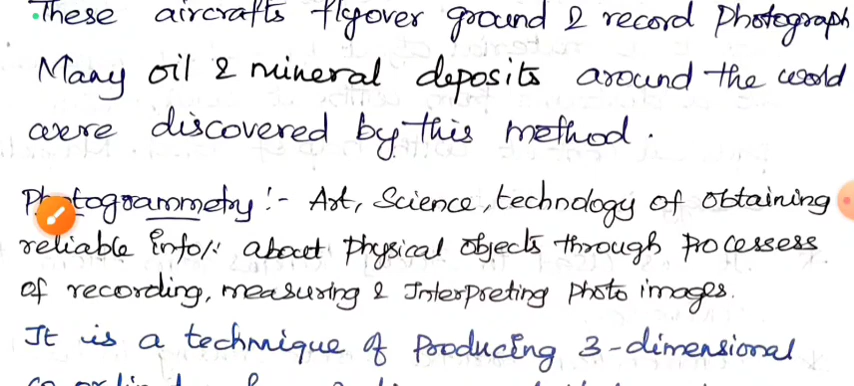 • These aircrafts flyover ground & record Photograph
Many oil & mineral deposits around the world
were discovered by this method.
Photogrammetry :- Art, Science, technology of obtaining
reliable info/: about physical objects through processess
of recording, measuring & Interpreting photo images.
It is a technique of Producing 3-dimensional